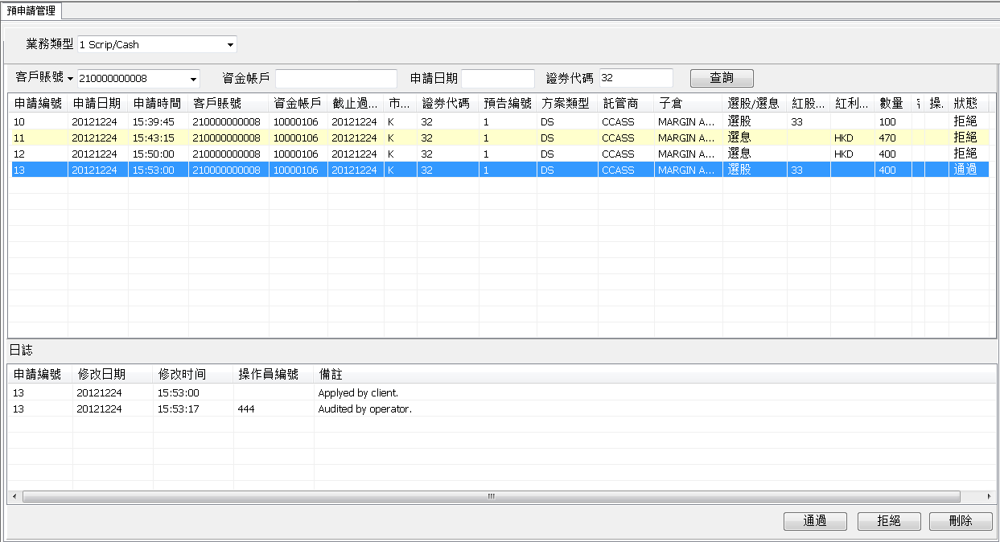 預申請管理
業務類型 1 Scrip/Cash
客戶賬號 210000000008 資金帳戶 申請日期 證券代碼 32 查詢
申請編號 申請日期 申請時間 客戶賬號 資金帳戶 截止過... 市... 證券代碼 預告編號 方案類型 託管商 子倉 選股/選息 紅股... 紅利... 數量 操. 狀態
10 20121224 15:39:45 210000000008 10000106 20121224 K 32 1 DS CCASS MARGIN A... 選股 33 100 拒絕
11 20121224 15:43:15 210000000008 10000106 20121224 K 32 1 DS CCASS MARGIN A... 選息 HKD 470 拒絕
12 20121224 15:50:00 210000000008 10000106 20121224 K 32 1 DS CCASS MARGIN A... 選息 HKD 400 拒絕
13 20121224 15:53:00 210000000008 10000106 20121224 K 32 1 DS CCASS MARGIN A... 選股 33 400 通過
日誌
申請編號 修改日期 修改时间 操作員編號 備註
13 20121224 15:53:00 Applyed by client.
13 20121224 15:53:17 444 Audited by operator.
通過 拒絕 刪除